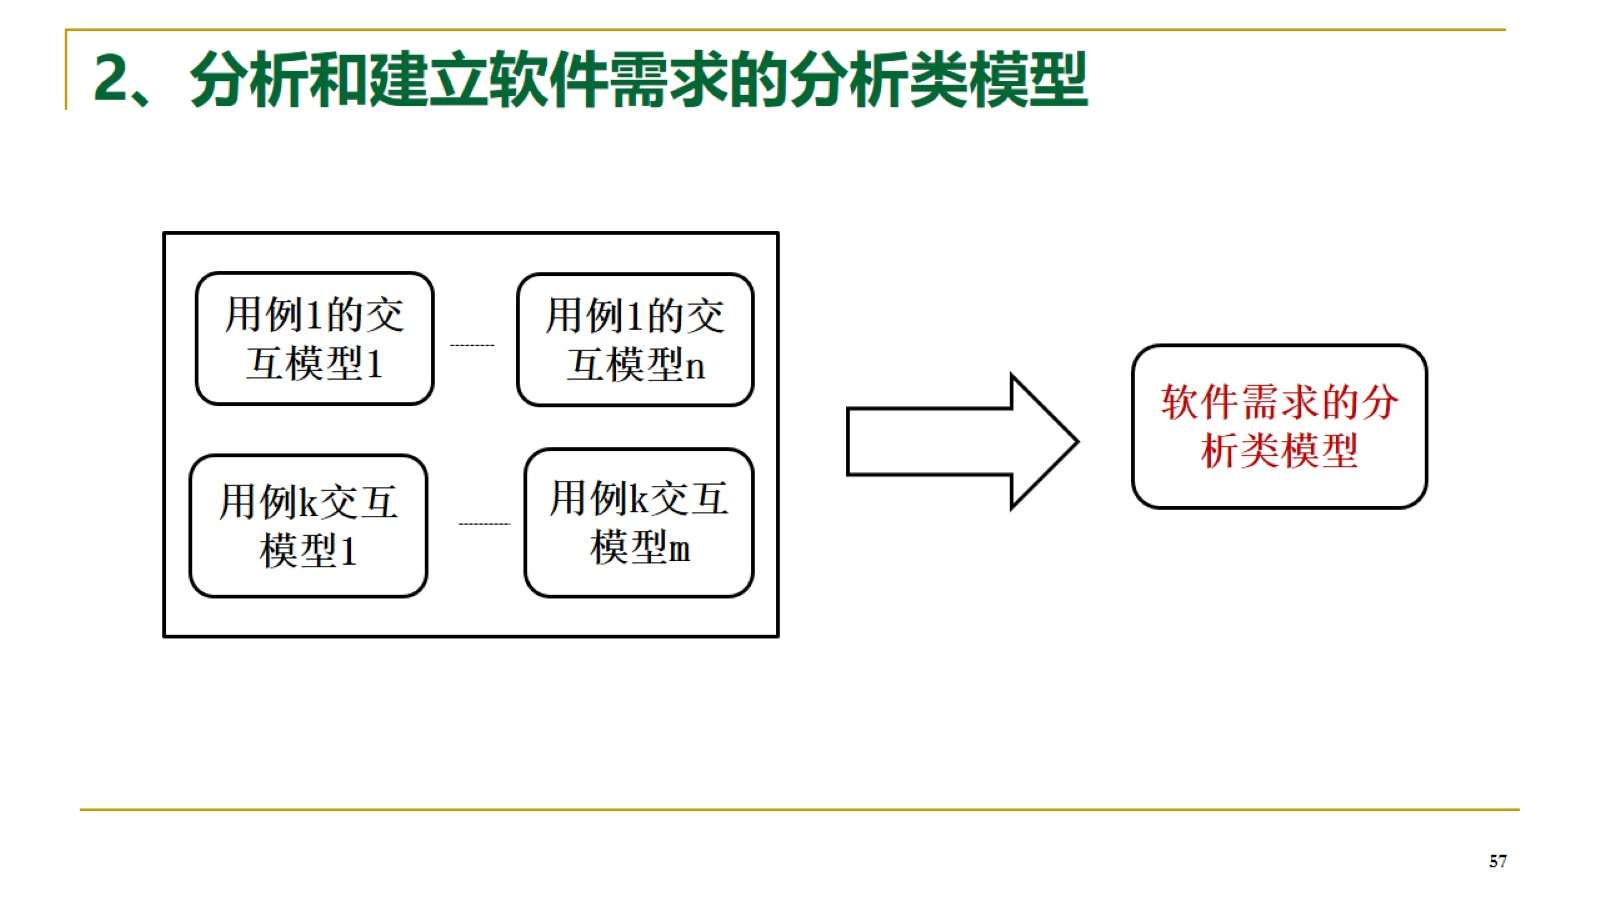 2、分析和建立软件需求的分析类模型
用例1的交
互模型1
用例1的交
互模型n
用例k交互
模型1
用例k交互
模型m
软件需求的分
析类模型
57